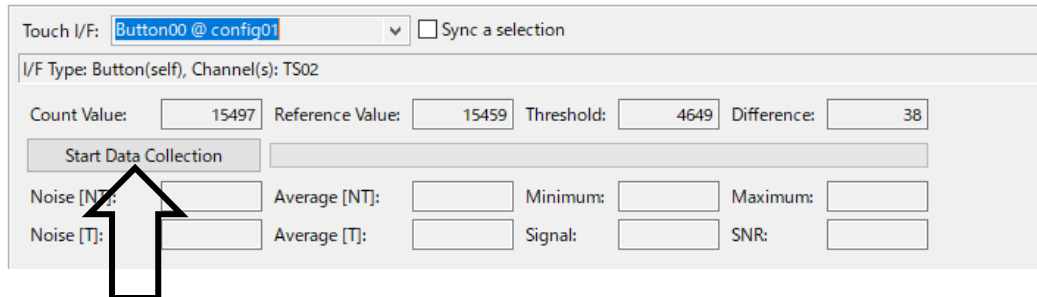 Touch I/F: Button00 @ config01 Sync a selection
I/F Type: Button(self), Channel(s): TS02
Count Value: 15497 Reference Value: 15459 Threshold: 4649 Difference: 38
Start Data Collection
Noise [NT]: Average [NT]: Minimum: Maximum:
Noise [T]: Average [T]: Signal: SNR: